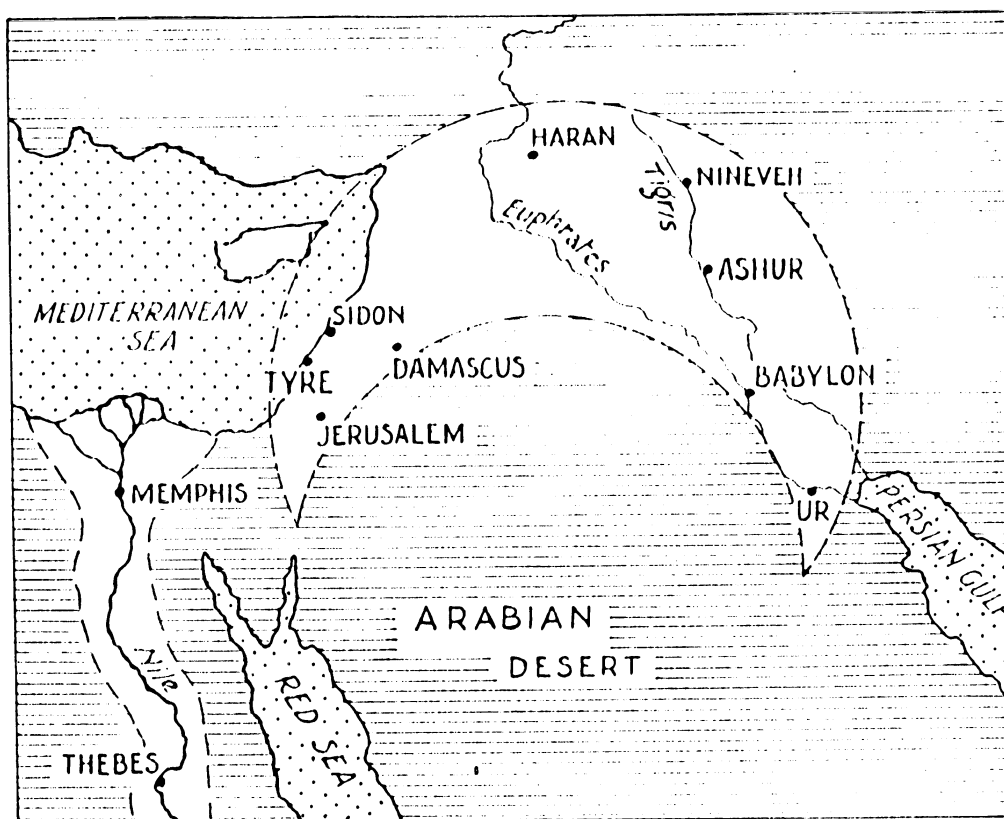 HARAN
Tigris
NINEVEH
Euphrates
ASHUR
MEDITERRANEAN
SEA
SIDON
DAMASCUS
TYRE
BABYLON
JERUSALEM
MEMPHIS
UR
PERSIAN GULF
ARABIAN
DESERT
Nile
RED SEA
THEBES